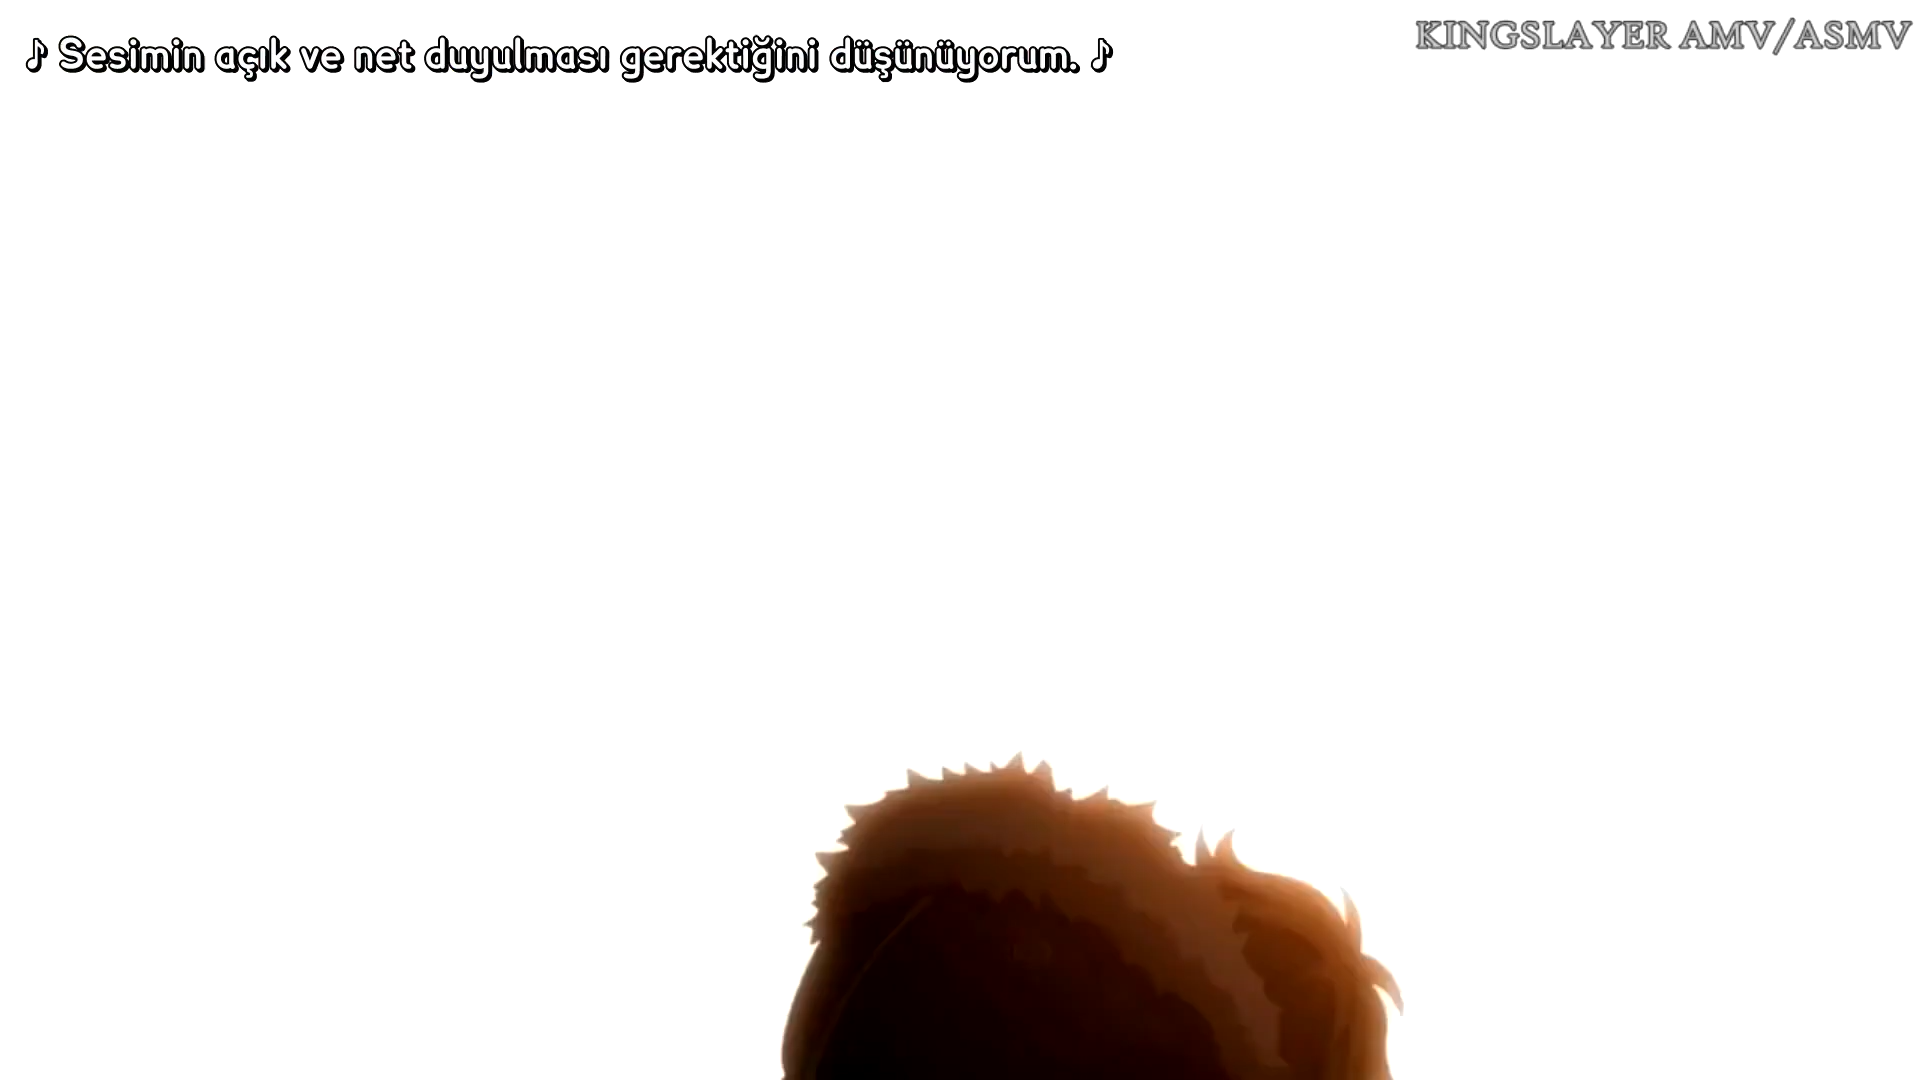 ♪ Sesimin açık ve net duyulması gerektiğini düşünüyorum. ♪
KINGSLAYER AMV/ASMV